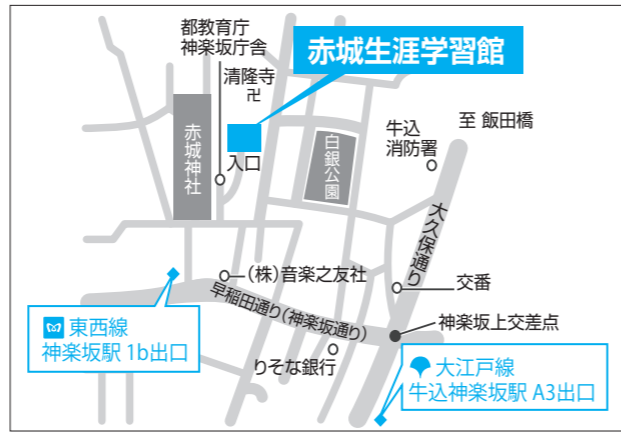 都教育庁
神楽坂庁舎
赤城生涯学習館
清隆寺
卍
至 飯田橋
牛込
消防署
赤城神社
入口
白銀公園
大久保通り
(株)音楽之友社
交番
早稲田通り(神楽坂通り)
神楽坂上交差点
東西線
神楽坂駅 1b出口
りそな銀行
大江戸線
牛込神楽坂駅 A3出口